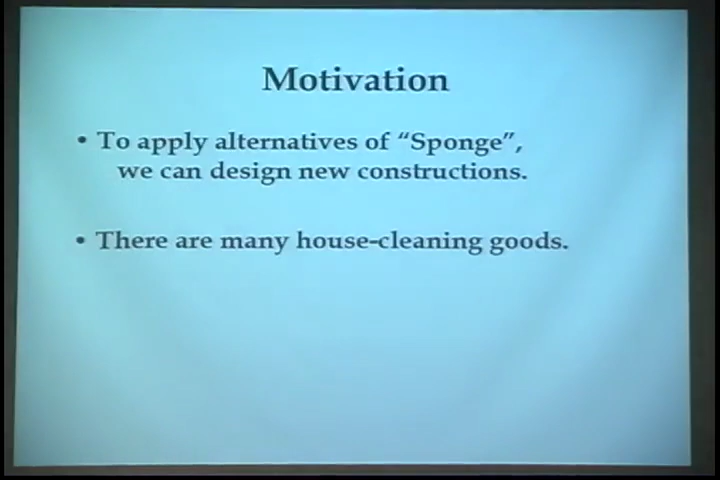 Motivation
• To apply alternatives of “Sponge”,
we can design new constructions.
• There are many house-cleaning goods.